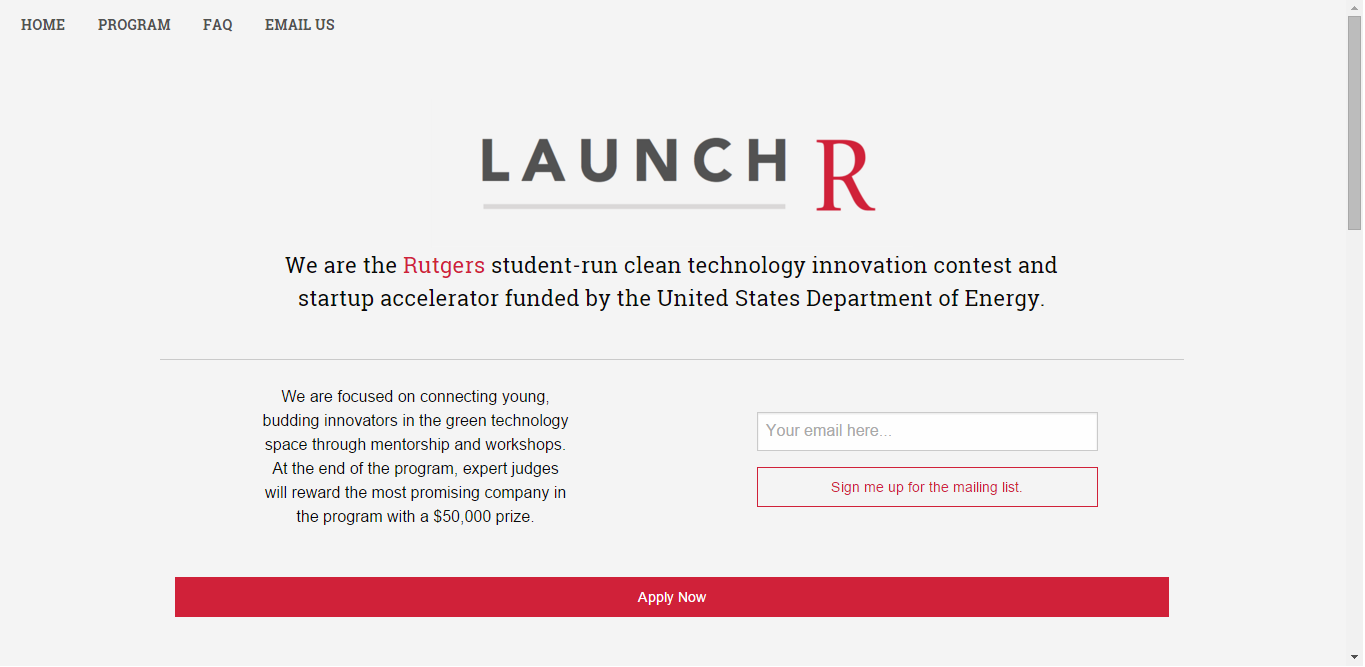 HOME PROGRAM FAQ EMAIL US
LAUNCH R
We are the Rutgers student-run clean technology innovation contest and
startup accelerator funded by the United States Department of Energy.
We are focused on connecting young,
budding innovators in the green technology
space through mentorship and workshops.
At the end of the program, expert judges
will reward the most promising company in
the program with a $50,000 prize.
Your email here...
Sign me up for the mailing list.
Apply Now